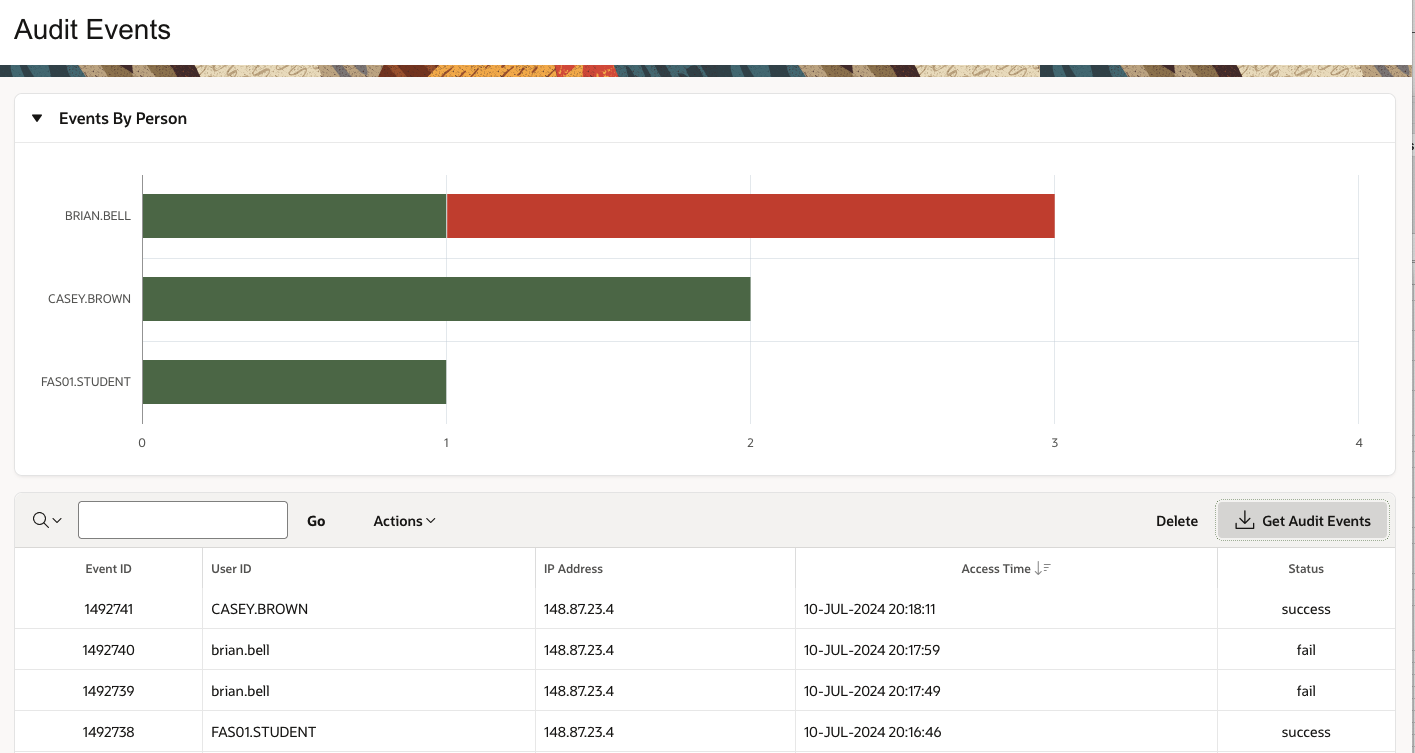 Audit Events
Events By Person
BRIAN.BELL
CASEY.BROWN
FAS01.STUDENT
0 1 2 3 4
Go Actions Delete Get Audit Events
Event ID User ID IP Address Access Time Status
1492741 CASEY.BROWN 148.87.23.4 10-JUL-2024 20:18:11 success
1492740 brian.bell 148.87.23.4 10-JUL-2024 20:17:59 fail
1492739 brian.bell 148.87.23.4 10-JUL-2024 20:17:49 fail
1492738 FAS01.STUDENT 148.87.23.4 10-JUL-2024 20:16:46 success